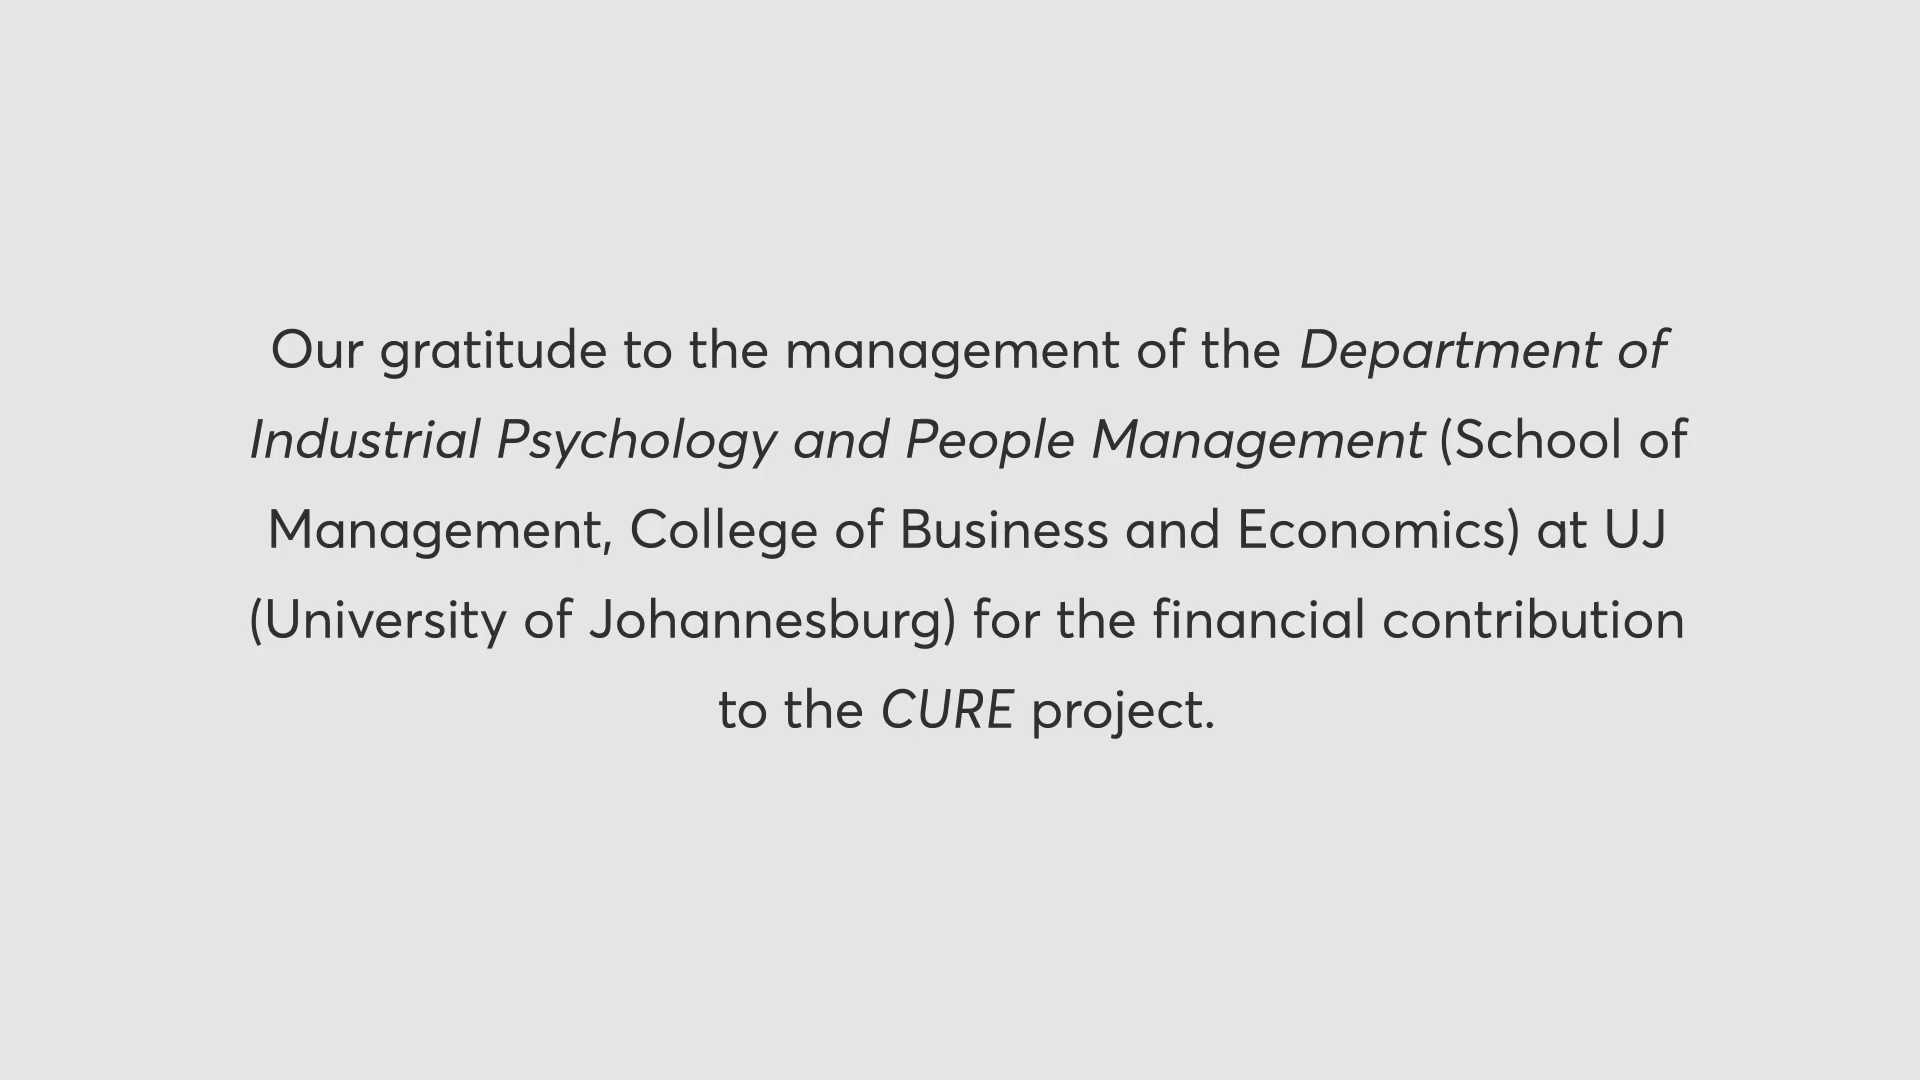 Our gratitude to the management of the Department of
Industrial Psychology and People Management (School of
Management, College of Business and Economics) at UJ
(University of Johannesburg) for the financial contribution
to the CURE project.